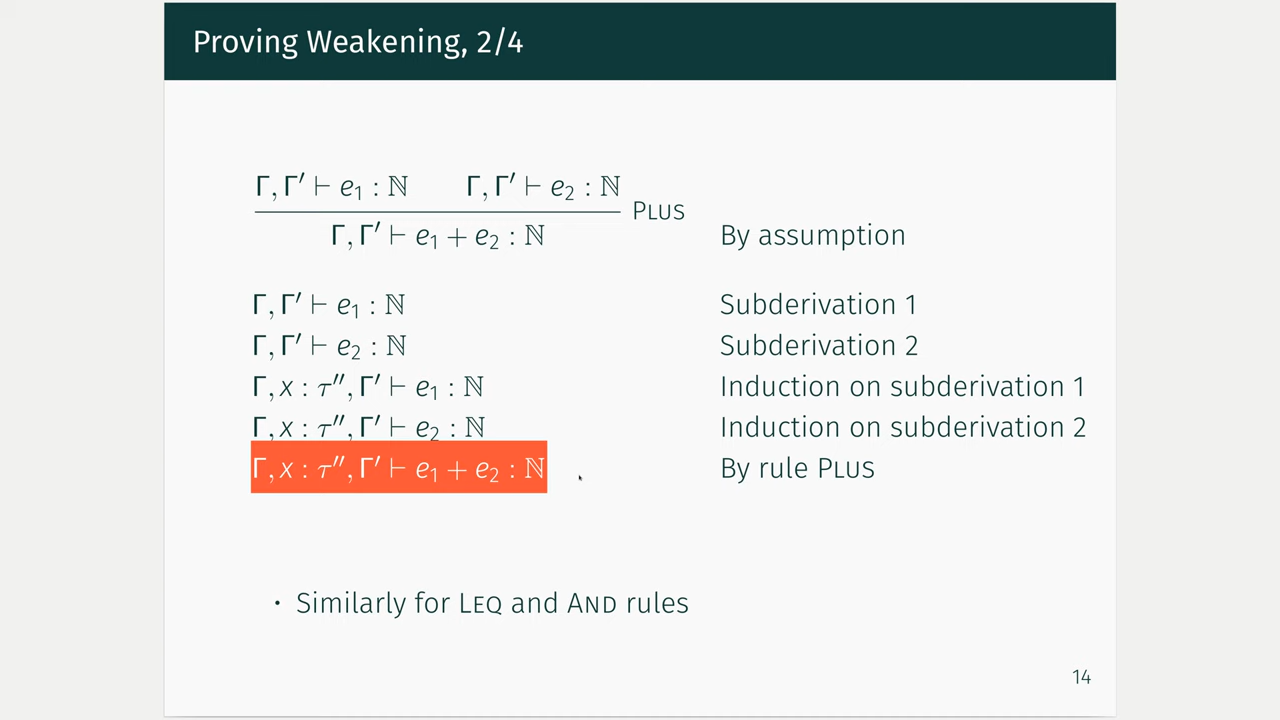 Proving Weakening, 2/4
Γ, Γ′ ⊢ e₁ : ℕ Γ, Γ′ ⊢ e₂ : ℕ
PLUS
Γ, Γ′ ⊢ e₁ + e₂ : ℕ By assumption
Γ, Γ′ ⊢ e₁ : ℕ Subderivation 1
Γ, Γ′ ⊢ e₂ : ℕ Subderivation 2
Γ, x : τ″, Γ′ ⊢ e₁ : ℕ Induction on subderivation 1
Γ, x : τ″, Γ′ ⊢ e₂ : ℕ Induction on subderivation 2
Γ, x : τ″, Γ′ ⊢ e₁ + e₂ : ℕ By rule PLUS
• Similarly for LEQ and AND rules
14